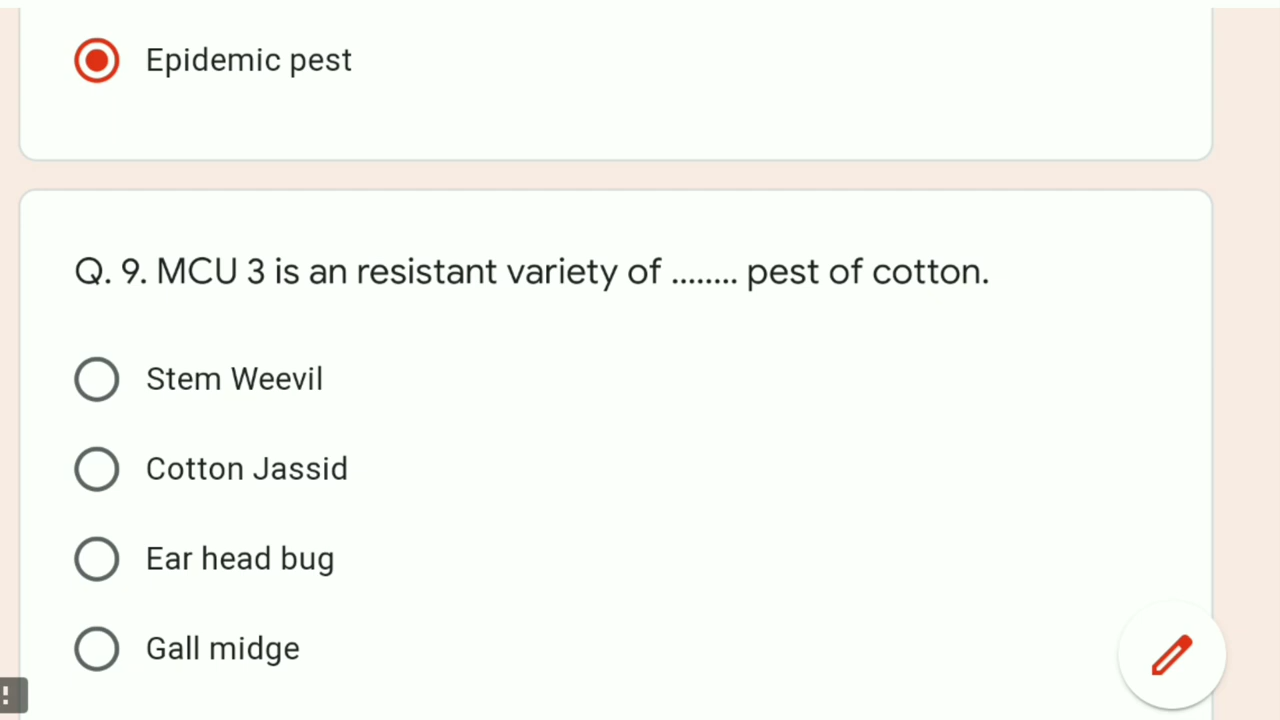 Epidemic pest
Q. 9. MCU 3 is an resistant variety of ........ pest of cotton.
Stem Weevil
Cotton Jassid
Ear head bug
Gall midge
!